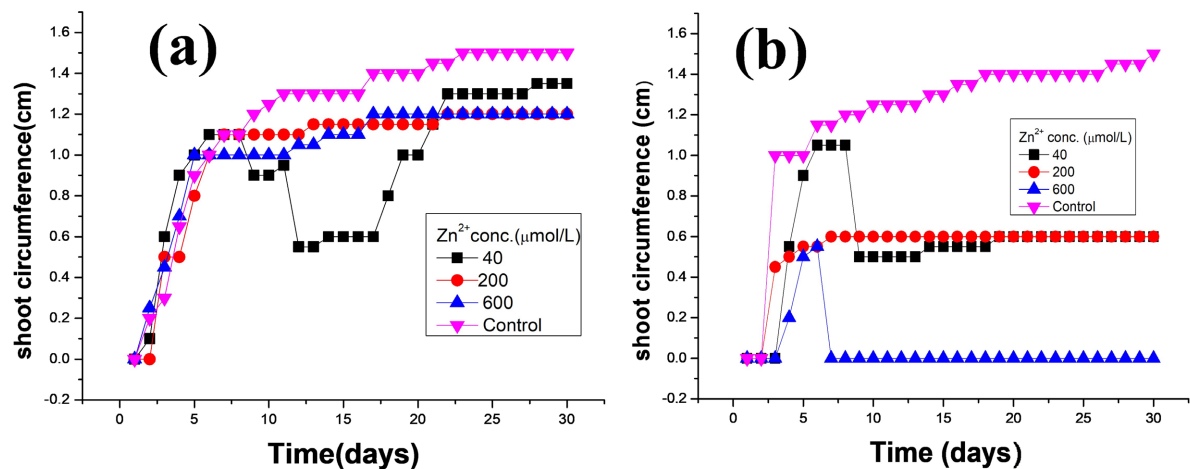 (a)
shoot circumference(cm)
1.6
1.4
1.2
1.0
0.8
0.6
0.4
0.2
0.0
-0.2
0 5 10 15 20 25 30
Time(days)
Zn²⁺conc.(μmol/L)
40
200
600
Control
(b)
shoot circumference (cm)
1.6
1.4
1.2
1.0
0.8
0.6
0.4
0.2
0.0
-0.2
0 5 10 15 20 25 30
Time (days)
Zn²⁺ conc. (μmol/L)
40
200
600
Control